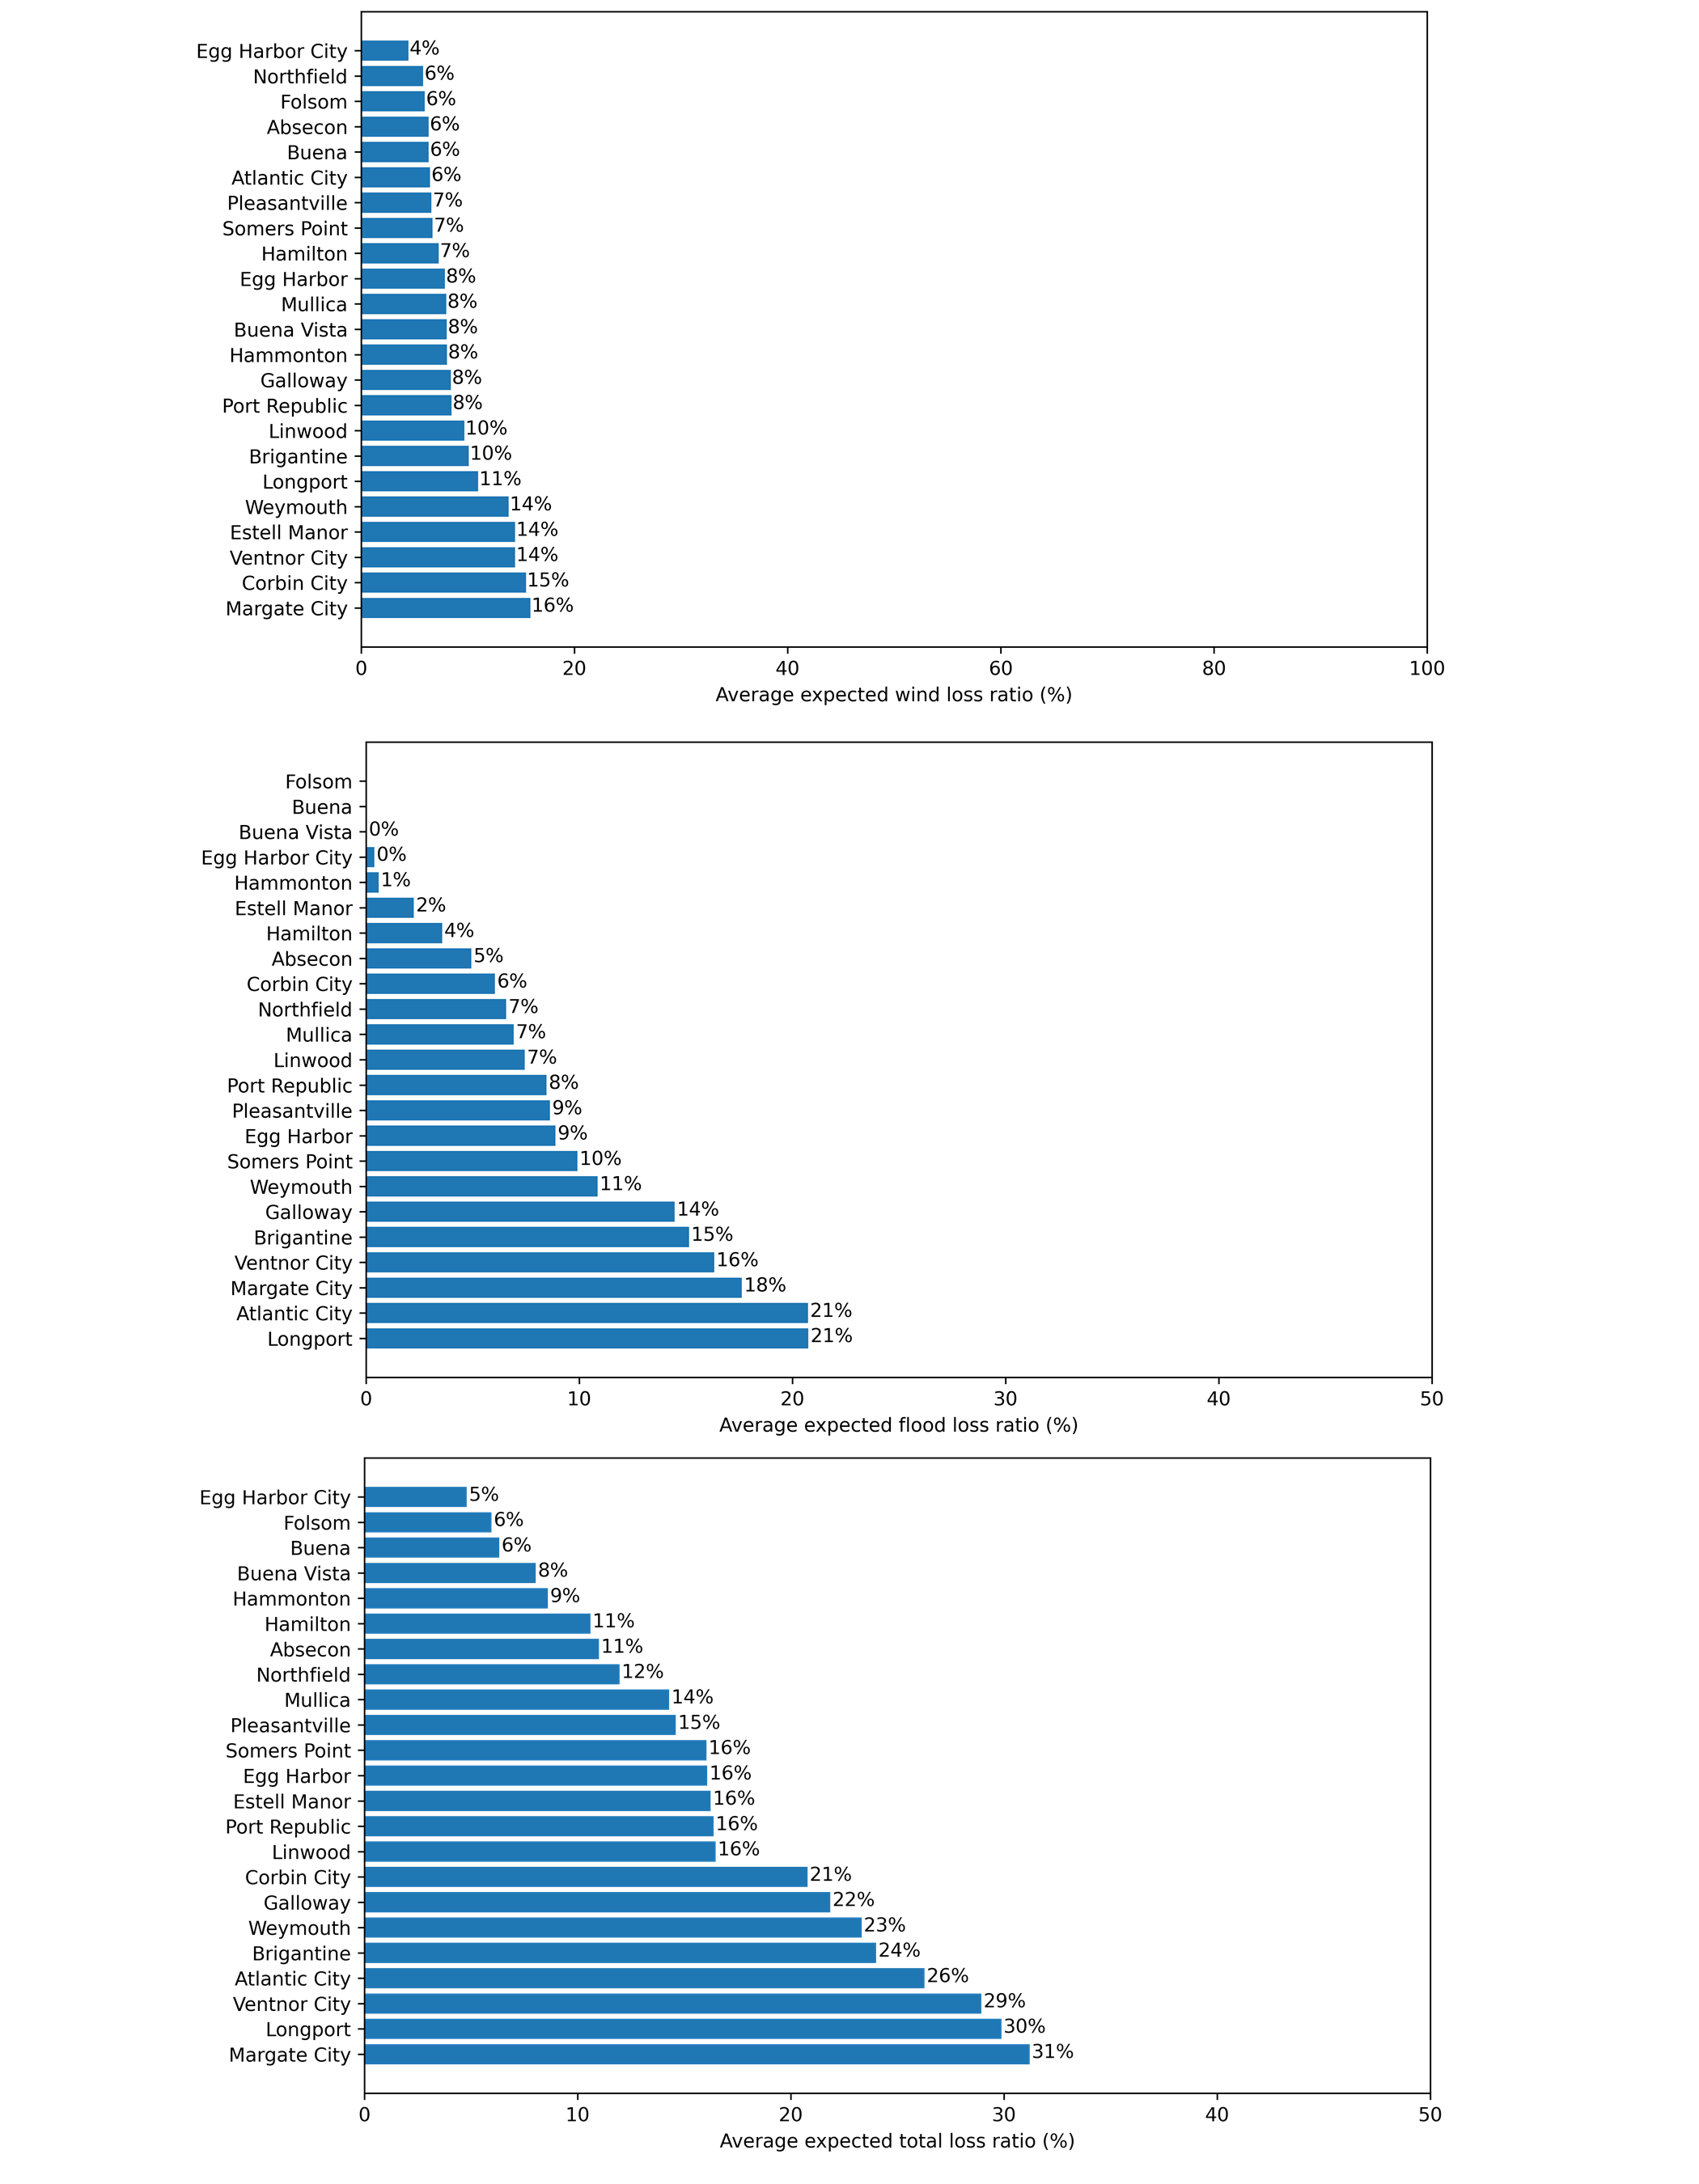 Egg Harbor City 4%
Northfield 6%
Folsom 6%
Absecon 6%
Buena 6%
Atlantic City 6%
Pleasantville 7%
Somers Point 7%
Hamilton 7%
Egg Harbor 8%
Mullica 8%
Buena Vista 8%
Hammonton 8%
Galloway 8%
Port Republic 8%
Linwood 10%
Brigantine 10%
Longport 11%
Weymouth 14%
Estell Manor 14%
Ventnor City 14%
Corbin City 15%
Margate City 16%
0 20 40 60 80 100
Average expected wind loss ratio (%)
Folsom
Buena
Buena Vista 0%
Egg Harbor City 0%
Hammonton 1%
Estell Manor 2%
Hamilton 4%
Absecon 5%
Corbin City 6%
Northfield 7%
Mullica 7%
Linwood 7%
Port Republic 8%
Pleasantville 9%
Egg Harbor 9%
Somers Point 10%
Weymouth 11%
Galloway 14%
Brigantine 15%
Ventnor City 16%
Margate City 18%
Atlantic City 21%
Longport 21%
0 10 20 30 40 50
Average expected flood loss ratio (%)
Egg Harbor City 5%
Folsom 6%
Buena 6%
Buena Vista 8%
Hammonton 9%
Hamilton 11%
Absecon 11%
Northfield 12%
Mullica 14%
Pleasantville 15%
Somers Point 16%
Egg Harbor 16%
Estell Manor 16%
Port Republic 16%
Linwood 16%
Corbin City 21%
Galloway 22%
Weymouth 23%
Brigantine 24%
Atlantic City 26%
Ventnor City 29%
Longport 30%
Margate City 31%
0 10 20 30 40 50
Average expected total loss ratio (%)